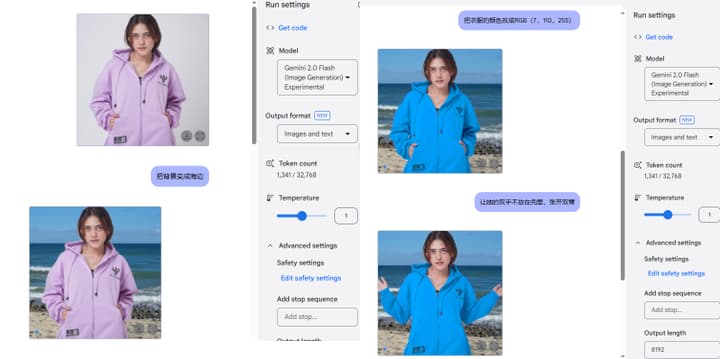 把背景变成海边
Run settings
Get code
Model
Gemini 2.0 Flash
(Image Generation)
Experimental
Output format NEW
Images and text
Token count
1,341 / 32,768
Temperature
1
Advanced settings
Safety settings
Edit safety settings
Add stop sequence
Add stop...
Output length
把衣服的颜色改成RGB（7，110，255）
让她的双手不放在兜里，张开双臂
Run settings
Get code
Model
Gemini 2.0 Flash
(Image Generation)
Experimental
Output format NEW
Images and text
Token count
1,341 / 32,768
Temperature
1
Advanced settings
Safety settings
Edit safety settings
Add stop sequence
Add stop...
Output length
8192